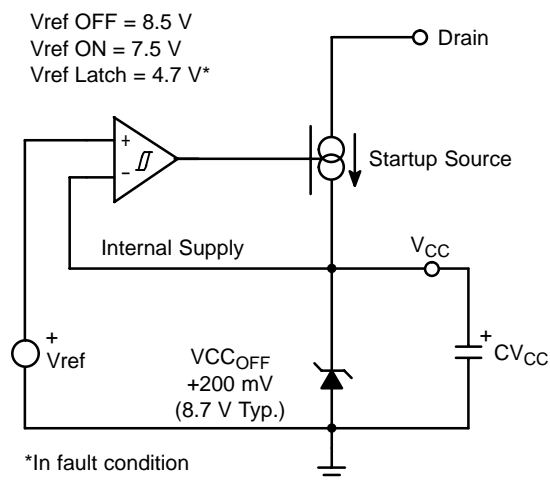 Vref OFF = 8.5 V
Vref ON = 7.5 V
Vref Latch = 4.7 V*
Drain
+
-
Startup Source
Internal Supply
VCC
+
Vref
VCCOFF
+200 mV
(8.7 V Typ.)
+
CVCC
*In fault condition